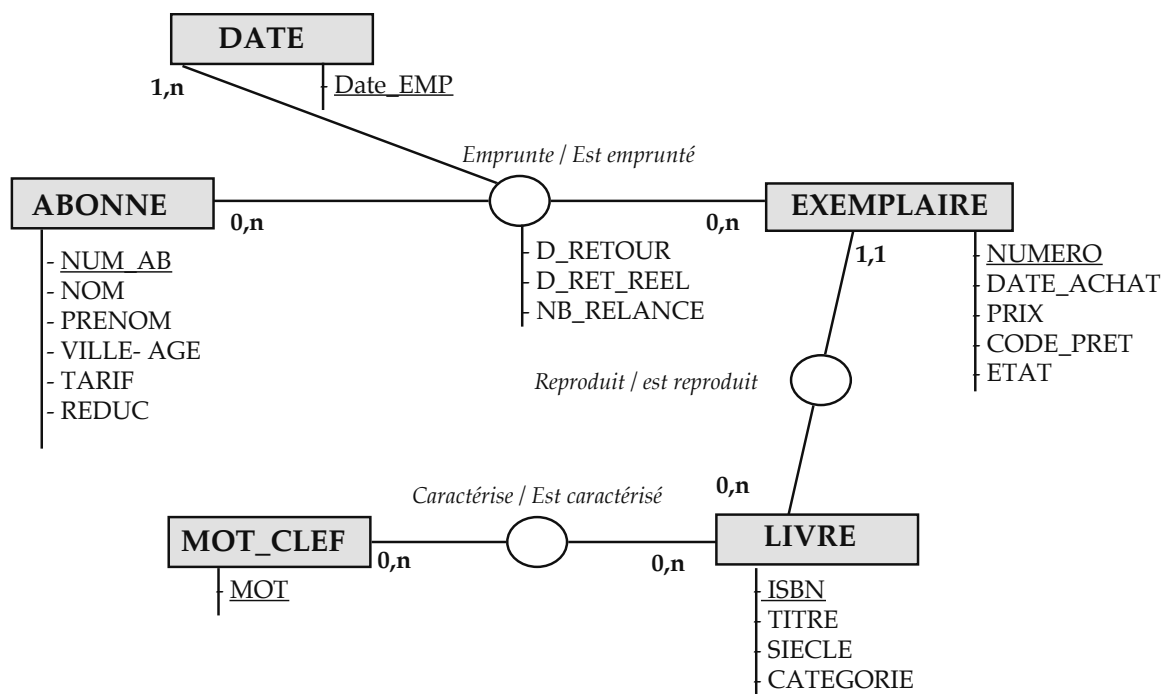 DATE
- Date_EMP
1,n
Emprunte / Est emprunté
ABONNE
0,n
0,n
EXEMPLAIRE
- NUM_AB
- NOM
- PRENOM
- VILLE- AGE
- TARIF
- REDUC
- D_RETOUR
- D_RET_REEL
- NB_RELANCE
1,1
- NUMERO
- DATE_ACHAT
- PRIX
- CODE_PRET
- ETAT
Reproduit / est reproduit
0,n
Caractérise / Est caractérisé
MOT_CLEF
0,n
0,n
LIVRE
- MOT
- ISBN
- TITRE
- SIECLE
- CATEGORIE